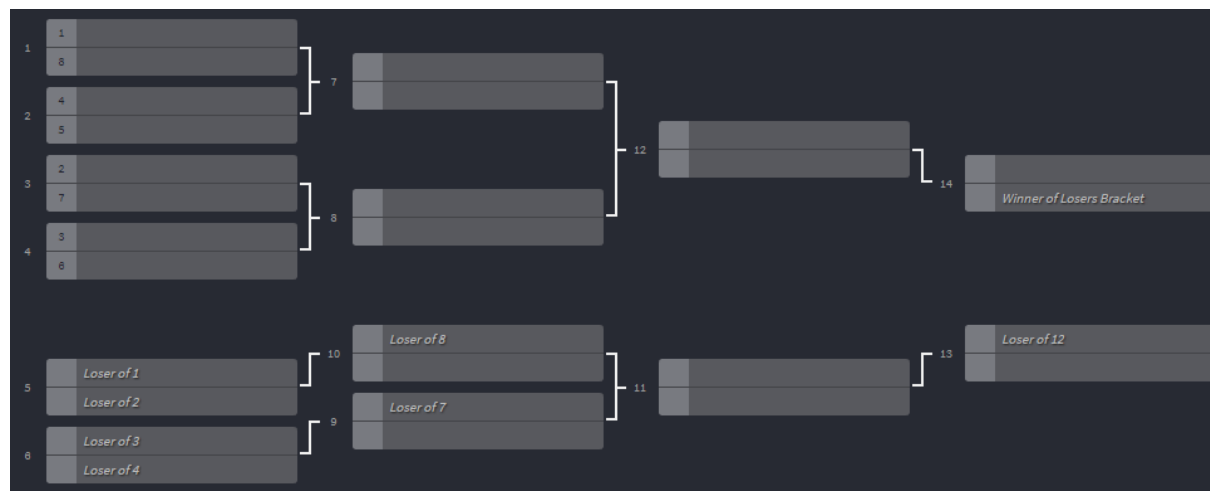 1
1
8
2
4
5
3
2
7
4
3
6
7
8
12
14
Winner of Losers Bracket
5
Loser of 1
Loser of 2
6
Loser of 3
Loser of 4
10
Loser of 8
9
Loser of 7
11
13
Loser of 12